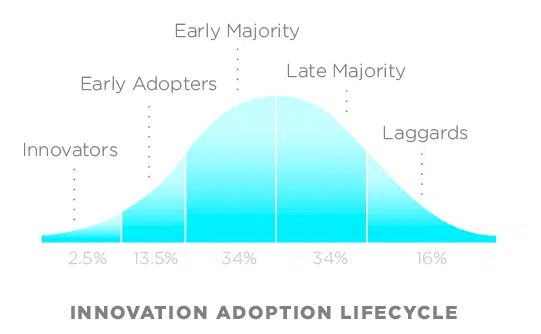 Early Majority
Late Majority
Early Adopters
Laggards
Innovators
2.5% 13.5% 34% 34% 16%
INNOVATION ADOPTION LIFECYCLE